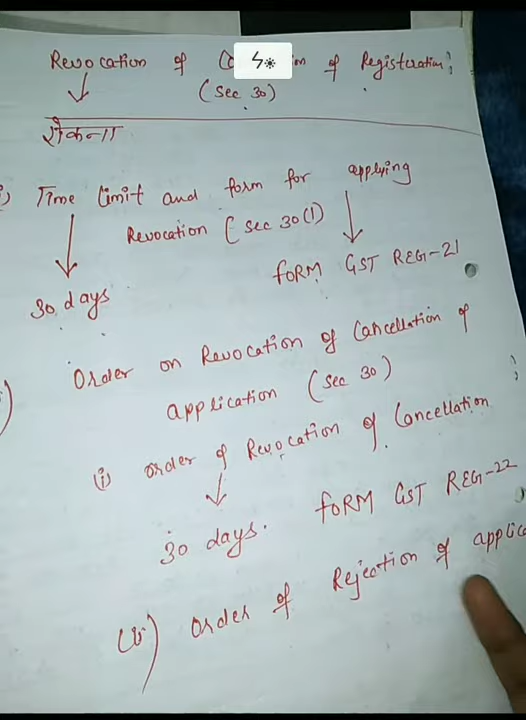 Revocation of of Registration:
(Sec 30)
रोकना
Time limit and form for applying
Revocation (sec 30(1)
30 days
FORM GST REG-21
Order on Revocation of Cancellation of
application (Sec 30)
(i) order of Revocation of Cancellation :
30 days. FORM GST REG-22
order of Rejection of applic